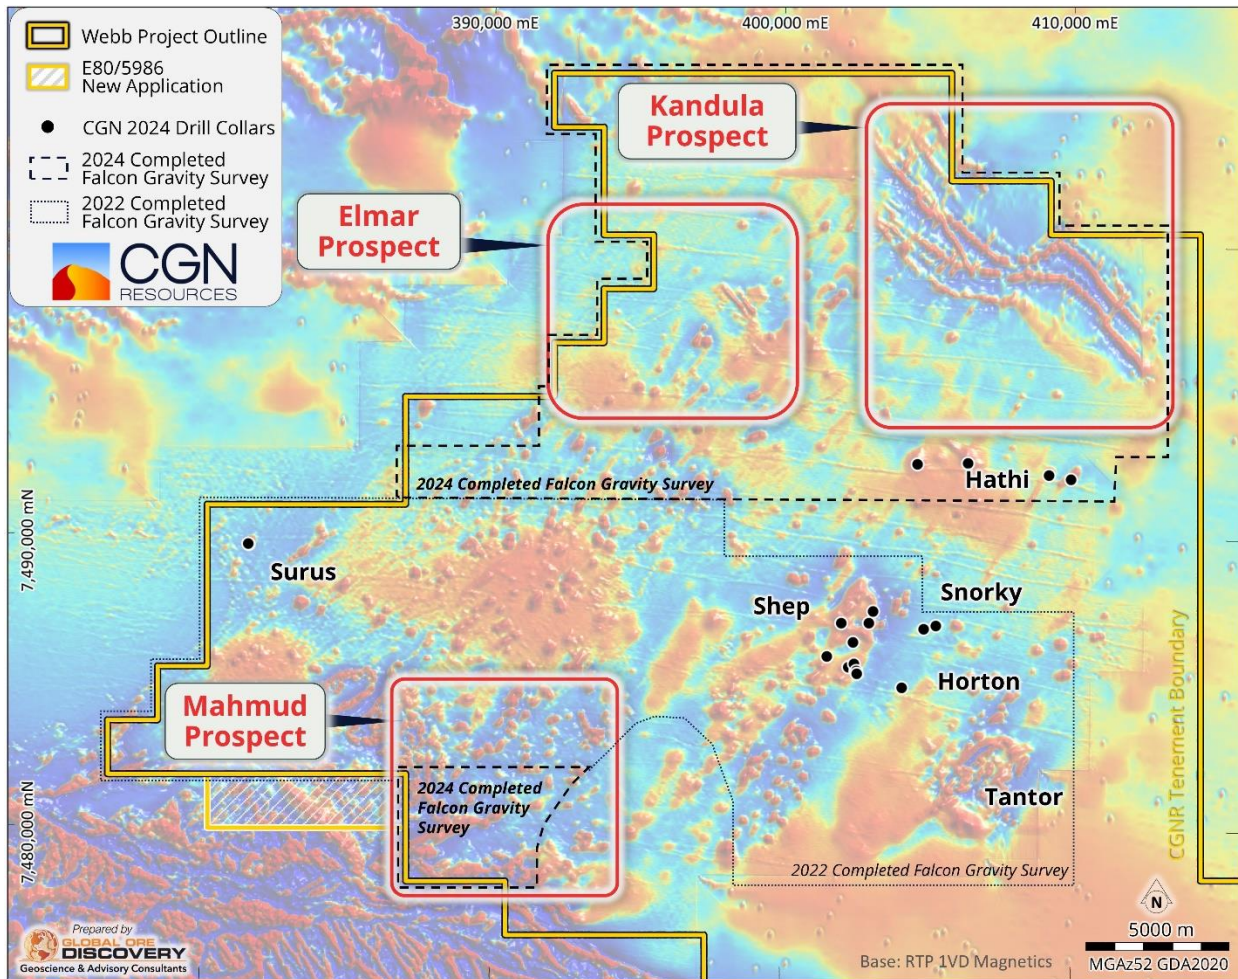 390,000 mE
400,000 mE
410,000 mE
Webb Project Outline
E80/5986
New Application
CGN 2024 Drill Collars
2024 Completed
Falcon Gravity Survey
2022 Completed
Falcon Gravity Survey
CGN
RESOURCES
Kandula
Prospect
Elmar
Prospect
2024 Completed Falcon Gravity Survey
Hathi
7,490,000 mN
Surus
Shep
Snorky
Horton
Mahmud
Prospect
2024 Completed
Falcon Gravity
Survey
Tantor
7,480,000 mN
2022 Completed Falcon Gravity Survey
CGNR Tenement Boundary
N
5000 m
MGAz52 GDA2020
Base: RTP 1VD Magnetics
Prepared by
GLOBAL ORE
DISCOVERY
Geoscience & Advisory Consultants